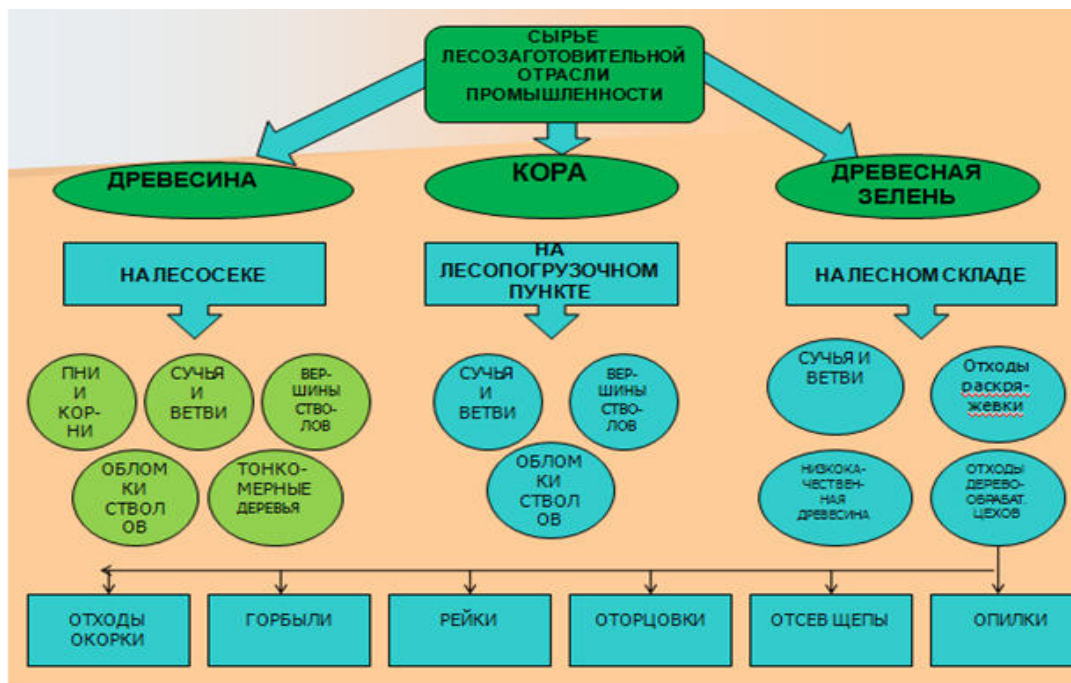 СЫРЬЕ
ЛЕСОЗАГОТОВИТЕЛЬНОЙ
ОТРАСЛИ
ПРОМЫШЛЕННОСТИ
ДРЕВЕСИНА
КОРА
ДРЕВЕСНАЯ
ЗЕЛЕНЬ
НА ЛЕСОСЕКЕ
НА
ЛЕСОПОГРУЗОЧНОМ
ПУНКТЕ
НА ЛЕСНОМ СКЛАДЕ
ПНИ
И
КОР-
НИ
СУЧЬЯ
И
ВЕТВИ
ВЕР-
ШИНЫ
СТВО-
ЛОВ
ОБЛОМ
КИ
СТВОЛ
ОВ
ТОНКО-
МЕРНЫЕ
ДЕРЕВЬЯ
СУЧЬЯ
И
ВЕТВИ
ВЕР-
ШИНЫ
СТВО-
ЛОВ
ОБЛОМ
КИ
СТВОЛ
ОВ
СУЧЬЯ И
ВЕТВИ
Отходы
раскря-
жевки
НИЗКОКА-
ЧЕСТВЕН-
НАЯ
ДРЕВЕСИНА
ОТХОДЫ
ДЕРЕВО-
ОБРАБАТ.
ЦЕХОВ
ОТХОДЫ
ОКОРКИ
ГОРБЫЛИ
РЕЙКИ
ОТОРЦОВКИ
ОТСЕВ ЩЕПЫ
ОПИЛКИ